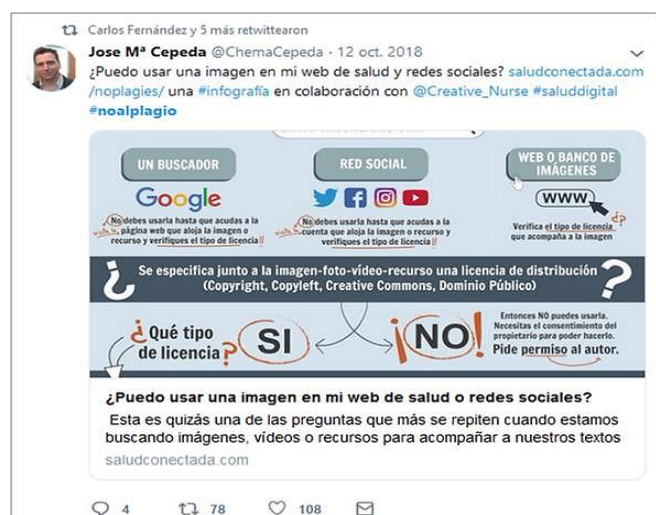 Carlos Fernández y 5 más retwittearon
Jose Mª Cepeda @ChemaCepeda · 12 oct. 2018
¿Puedo usar una imagen en mi web de salud y redes sociales? saludconectada.com
/noplagies/ una #infografía en colaboración con @Creative_Nurse #saluddigital
#noalplagio
UN BUSCADOR
RED SOCIAL
WEB O BANCO DE
IMÁGENES
Google
www
No debes usarla hasta que acudas a la
página web que aloja la imagen o
recurso y verifiques el tipo de licencia
No debes usarla hasta que acudas a la
cuenta que aloja la imagen o recurso y
verifiques el tipo de licencia
Verifica el tipo de licencia
que acompaña a la imagen
¿?
¿ Se especifica junto a la imagen-foto-vídeo-recurso una licencia de distribución ?
(Copyright, Copyleft, Creative Commons, Dominio Público)
¿Qué tipo
de licencia?
SI
¡NO!
Entonces NO puedes usarla.
Necesitas el consentimiento del
propietario para poder hacerlo.
Pide permiso al autor.
¿Puedo usar una imagen en mi web de salud o redes sociales?
Esta es quizás una de las preguntas que más se repiten cuando estamos
buscando imágenes, vídeos o recursos para acompañar a nuestros textos
saludconectada.com
4 78 108